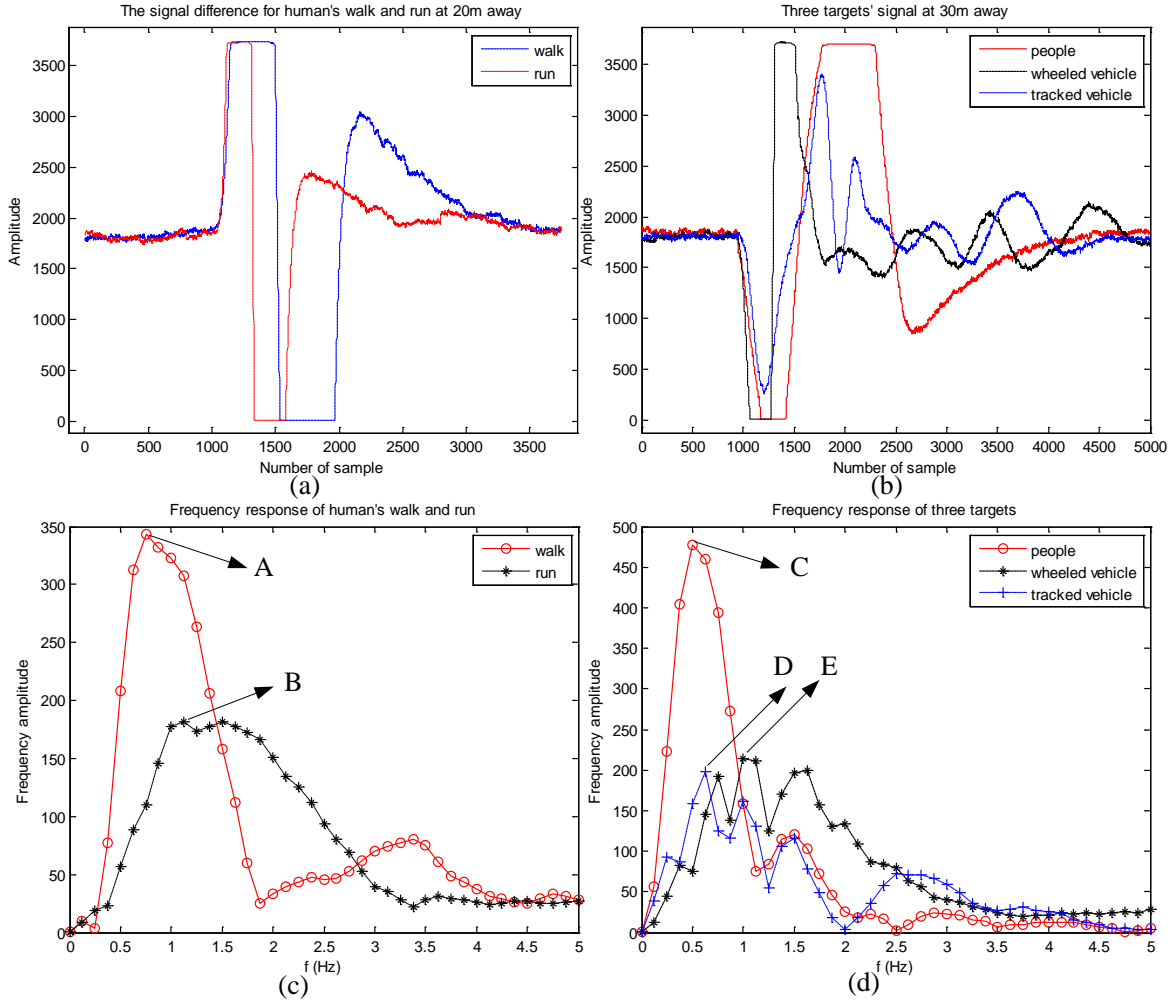 The signal difference for human's walk and run at 20m away
walk
run
3500
3000
2500
2000
1500
1000
500
0
Amplitude
0
500
1000
1500
2000
2500
3000
3500
Number of sample
(a)
Three targets' signal at 30m away
people
wheeled vehicle
tracked vehicle
3500
3000
2500
2000
1500
1000
500
0
Amplitude
0
500
1000
1500
2000
2500
3000
3500
4000
4500
5000
Number of sample
(b)
Frequency response of human's walk and run
walk
run
A
B
350
300
250
200
150
100
50
0
Frequency amplitude
0
0.5
1
1.5
2
2.5
3
3.5
4
4.5
5
f (Hz)
(c)
Frequency response of three targets
people
wheeled vehicle
tracked vehicle
C
D
E
500
450
400
350
300
250
200
150
100
50
0
Frequency amplitude
0
0.5
1
1.5
2
2.5
3
3.5
4
4.5
5
f (Hz)
(d)